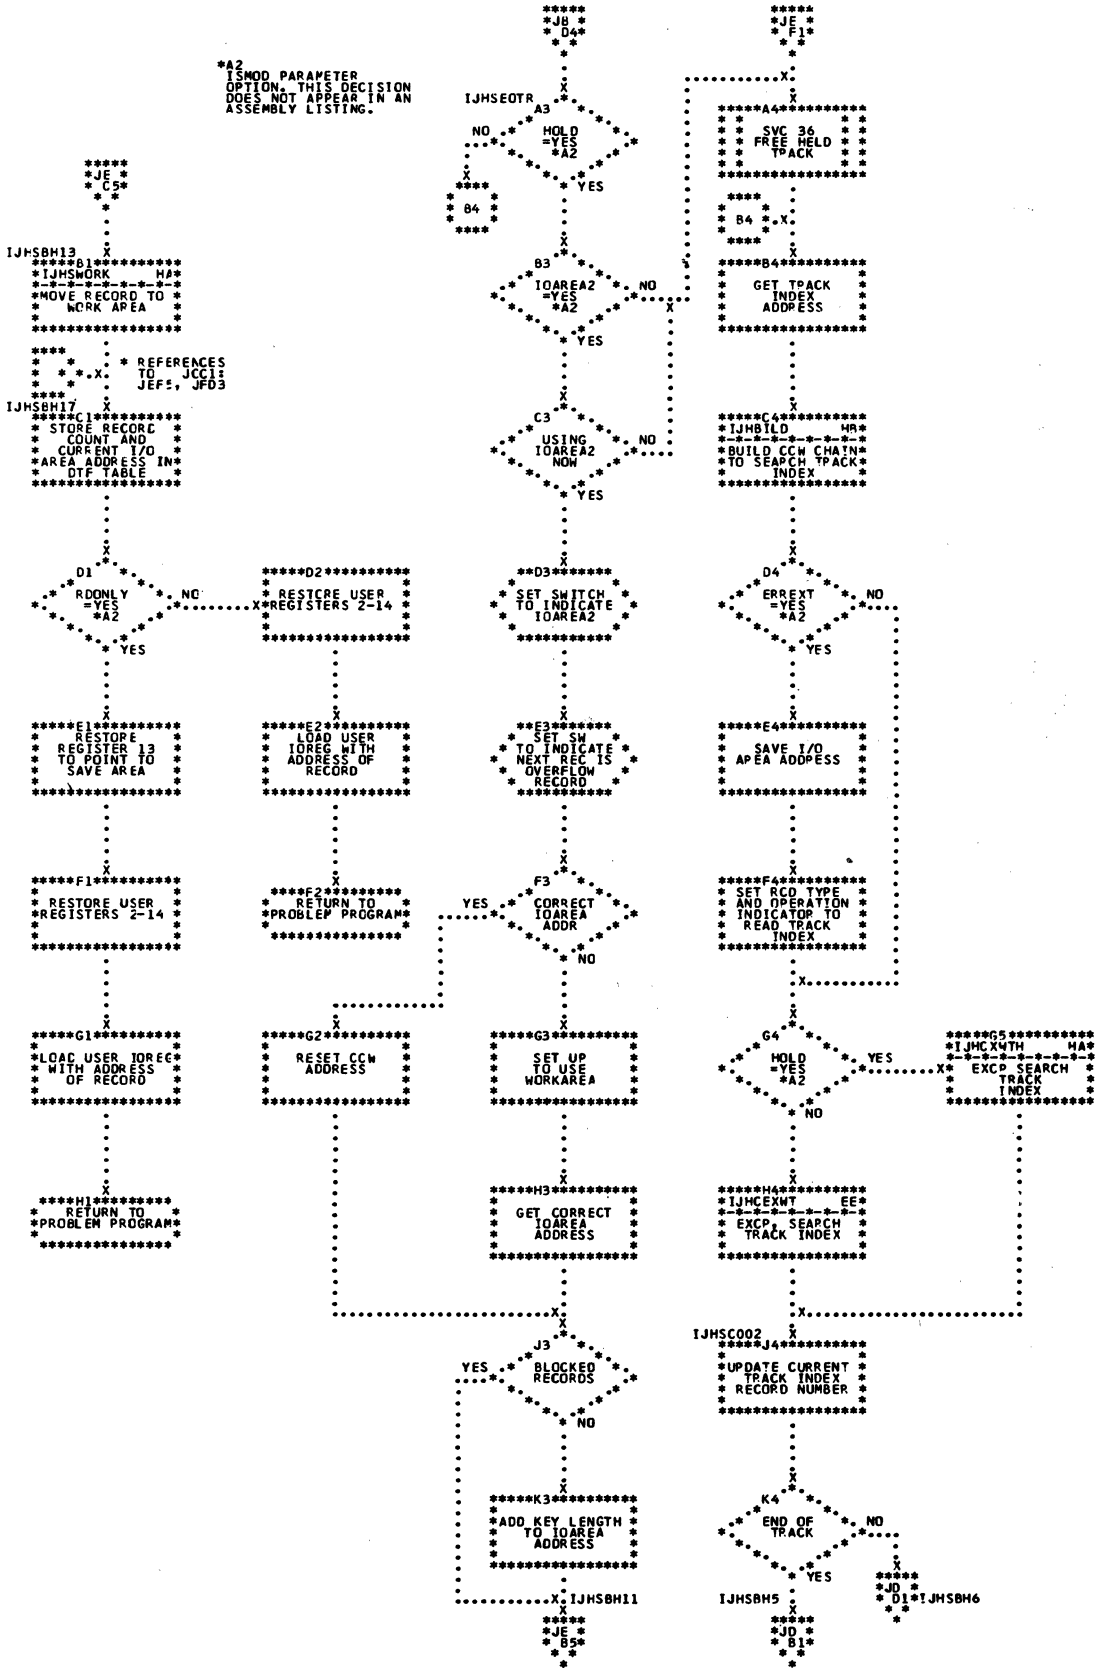 *JB
D4*
*JE
F1*
*A2
ISMOD PARAMETER
OPTION. THIS DECISION
DOES NOT APPEAR IN AN
ASSEMBLY LISTING.
*JE
C5*
IJHSBH13
B1
*IJHSWORK HA*
*MOVE RECORD TO
WORK AREA
* REFERENCES
TO JCC1:
JEF5, JFD3
IJHSBH17
C1
STORE RECORD
COUNT AND
CURRENT I/O
*AREA ADDRESS IN*
DTF TABLE
D1
RDONLY
=YES
*A2
NO
YES
E1
RESTORE
REGISTER 13
TO POINT TO
SAVE AREA
F1
RESTORE USER
*REGISTERS 2-14
G1
*LOAD USER IOREG*
WITH ADDRESS
OF RECORD
H1
RETURN TO
*PROBLEM PROGRAM*
D2
RESTORE USER
*REGISTERS 2-14
E2
LOAD USER
IOREG WITH
ADDRESS OF
RECORD
F2
RETURN TO
*PROBLEM PROGRAM*
G2
RESET CCW
ADDRESS
IJHSEOTR
A3
HOLD
=YES
*A2
NO
YES
B4
B3
IOAREA2
=YES
*A2
NO
YES
C3
USING
IOAREA2
NOW
NO
YES
D3
SET SWITCH
TO INDICATE
IOAREA2
E3
SET SW
TO INDICATE
NEXT REC IS
OVERFLOW
RECORD
F3
CORRECT
IOAREA
ADDR
YES
NO
G3
SET UP
TO USE
WORKAREA
H3
GET CORRECT
IOAREA
ADDRESS
J3
BLOCKED
RECORDS
YES
NO
K3
*ADD KEY LENGTH
TO IOAREA
ADDRESS
IJHSBH11
*JE
B5*
A4
SVC 36
FREE HELD
TRACK
B4
B4
GET TRACK
INDEX
ADDRESS
C4
*IJHBILD HB*
*BUILD CCW CHAIN*
*TO SEARCH TRACK*
INDEX
D4
ERREXT
=YES
*A2
NO
YES
E4
SAVE I/O
AREA ADDRESS
F4
SET RCD TYPE
AND OPERATION
INDICATOR TO
READ TRACK
INDEX
G4
HOLD
=YES
*A2
YES
NO
G5
*IJHCXWTH HA*
EXCP SEARCH
TRACK
INDEX
H4
*IJHCEXWT EE*
EXCP, SEARCH
TRACK INDEX
IJHSC002
J4
*UPDATE CURRENT
TRACK INDEX
RECORD NUMBER
K4
END OF
TRACK
NO
YES
*JD
D1*IJHSBH6
IJHSBH5
*JD
B1*